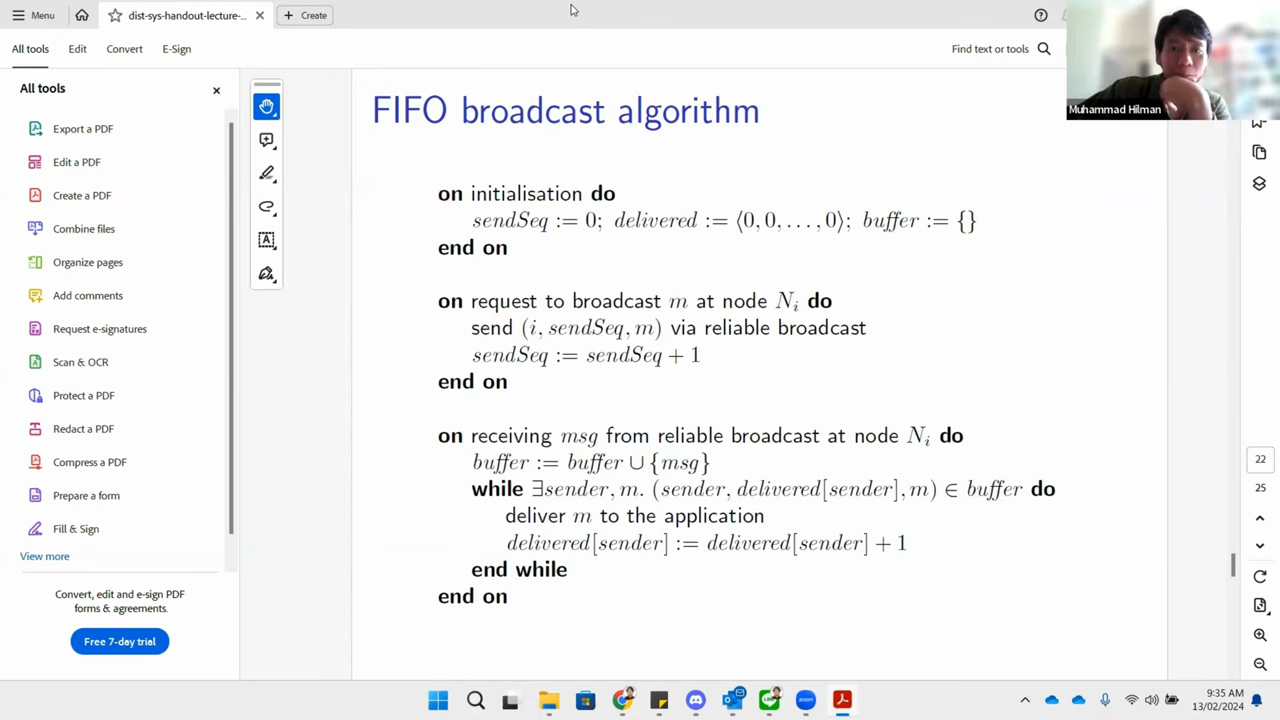 Menu
dist-sys-handout-lecture-...
Create
Muhammad Hilman
All tools
Edit
Convert
E-Sign
Find text or tools
All tools
Export a PDF
Edit a PDF
Create a PDF
Combine files
Organize pages
Add comments
Request e-signatures
Scan & OCR
Protect a PDF
Redact a PDF
Compress a PDF
Prepare a form
Fill & Sign
View more
Convert, edit and e-sign PDF
forms & agreements.
Free 7-day trial
FIFO broadcast algorithm
on initialisation do
sendSeq := 0; delivered := ⟨0, 0, . . . , 0⟩; buffer := {}
end on
on request to broadcast m at node Nᵢ do
send (i, sendSeq, m) via reliable broadcast
sendSeq := sendSeq + 1
end on
on receiving msg from reliable broadcast at node Nᵢ do
buffer := buffer ∪ {msg}
while ∃sender, m. (sender, delivered[sender], m) ∈ buffer do
deliver m to the application
delivered[sender] := delivered[sender] + 1
end while
end on
22
25
9:35 AM
13/02/2024